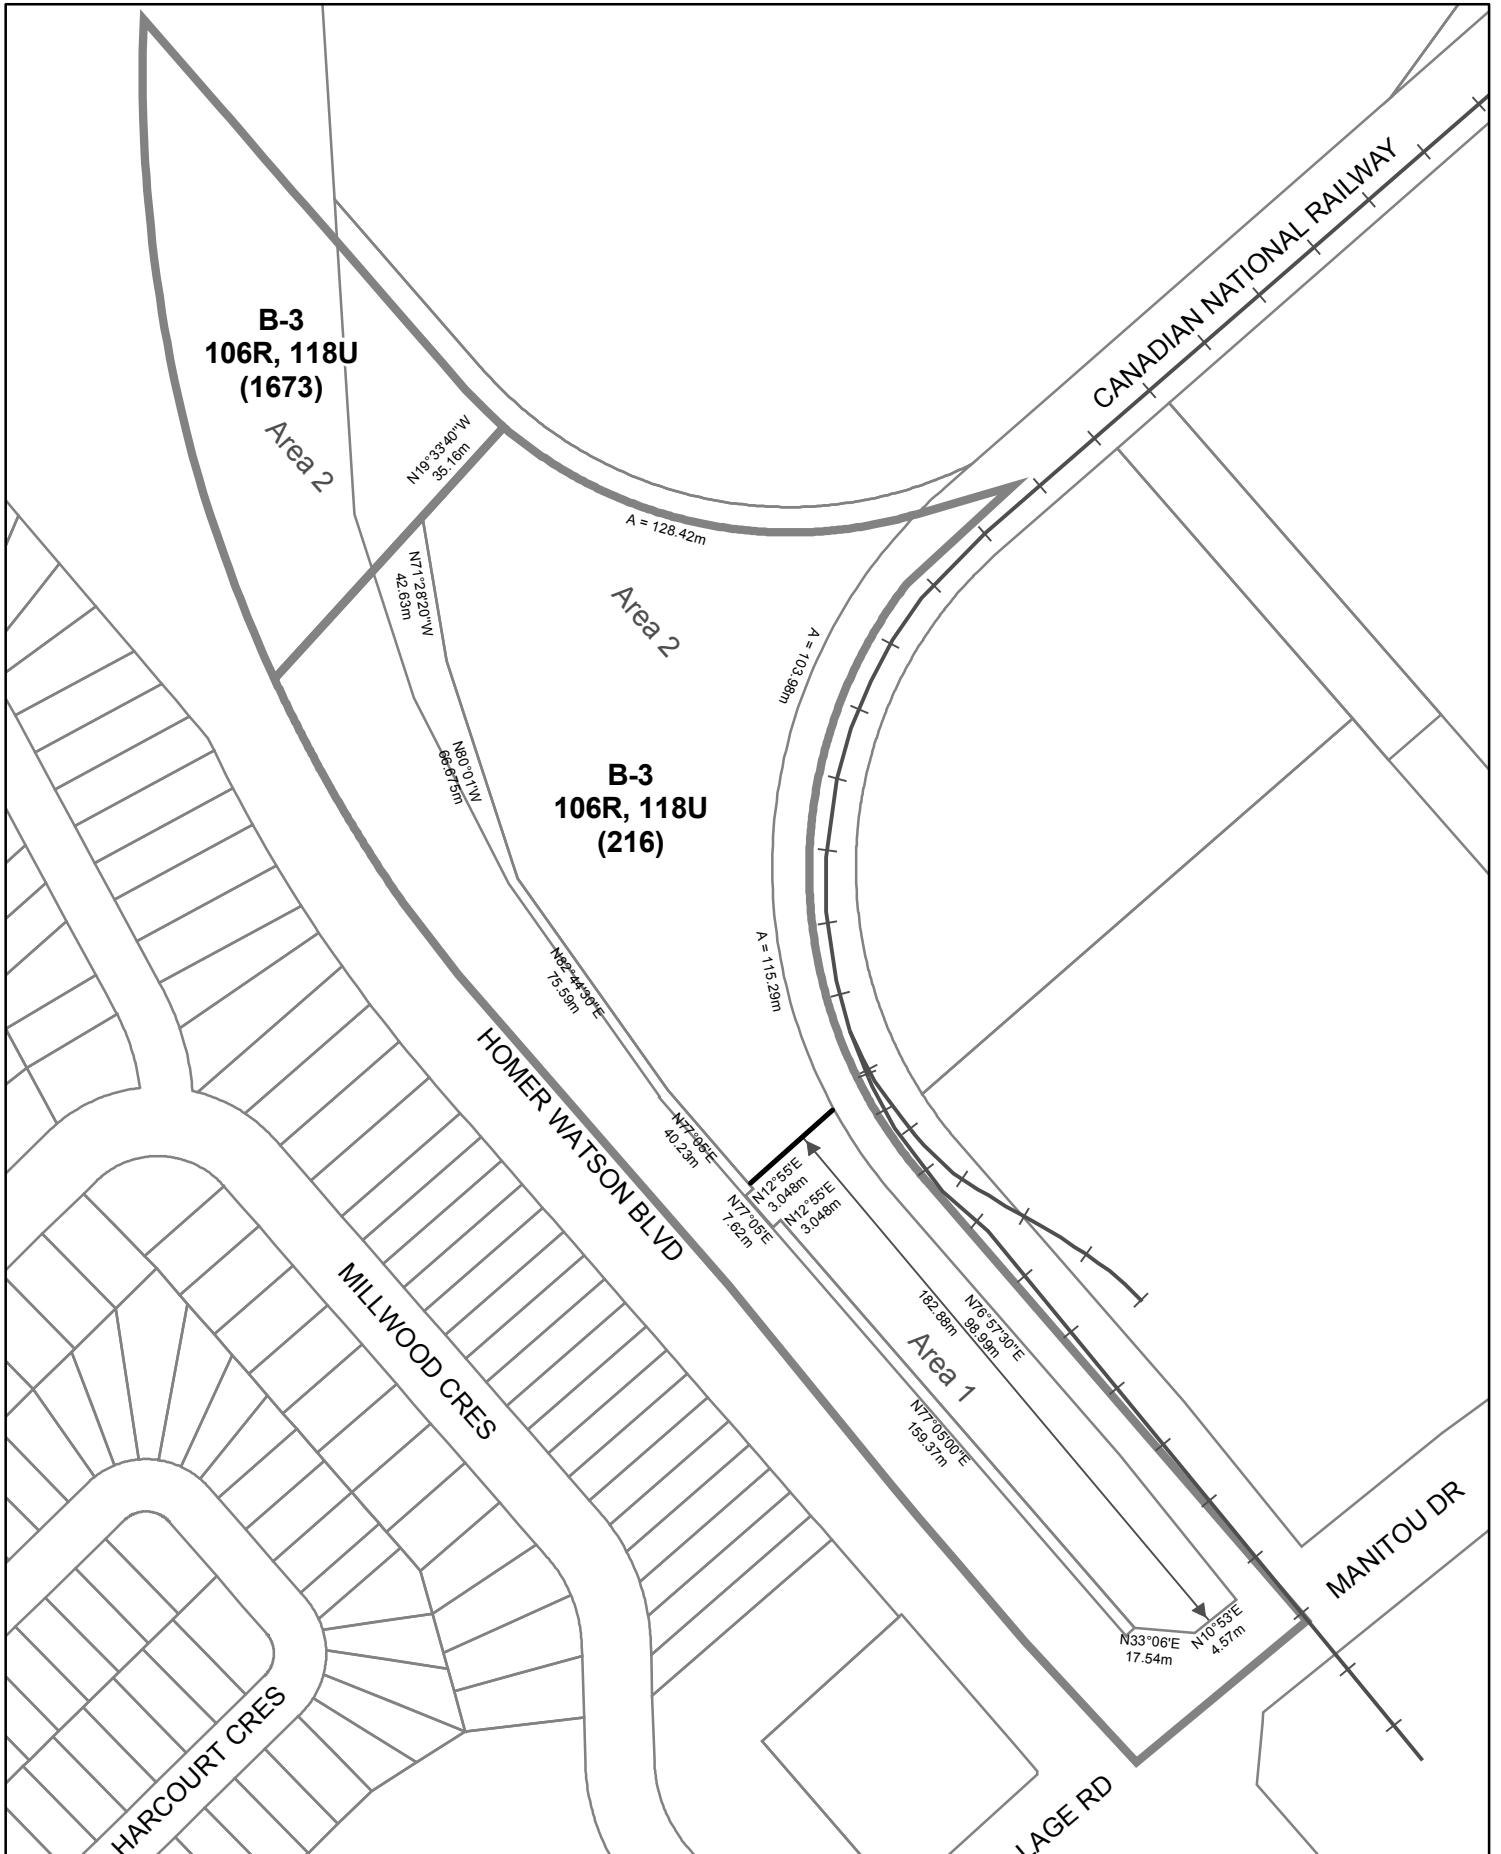 CANADIAN NATIONAL RAILWAY
B-3
106R, 118U
(1673)
Area 2
N19°33'40"W
35.16m
A = 128.42m
N71°28'20"W
42.63m
Area 2
A = 103.98m
N80°01'W
66.675m
B-3
106R, 118U
(216)
A = 115.29m
N82°44'30"E
75.59m
HOMER WATSON BLVD
N77°05'E
40.23m
N12°55'E
3.048m
N12°55'E
3.048m
N77°05'E
7.62m
MILLWOOD CRES
182.88m
N76°57'30"E
98.99m
Area 1
N77°05'00"E
159.37m
MANITOU DR
N33°06'E
17.54m
N10°53'E
4.57m
HARCOURT CRES
LAGE RD